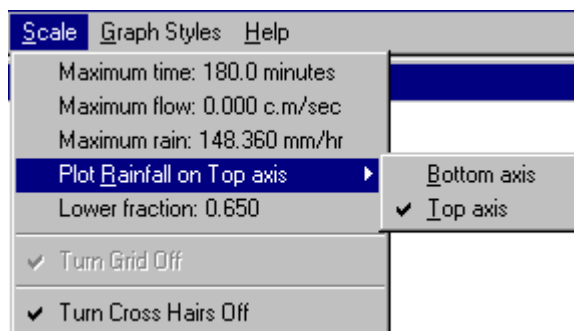 Scale Graph Styles Help
Maximum time: 180.0 minutes
Maximum flow: 0.000 c.m/sec
Maximum rain: 148.360 mm/hr
Plot Rainfall on Top axis
Bottom axis
Lower fraction: 0.650
Top axis
Turn Grid Off
Turn Cross Hairs Off